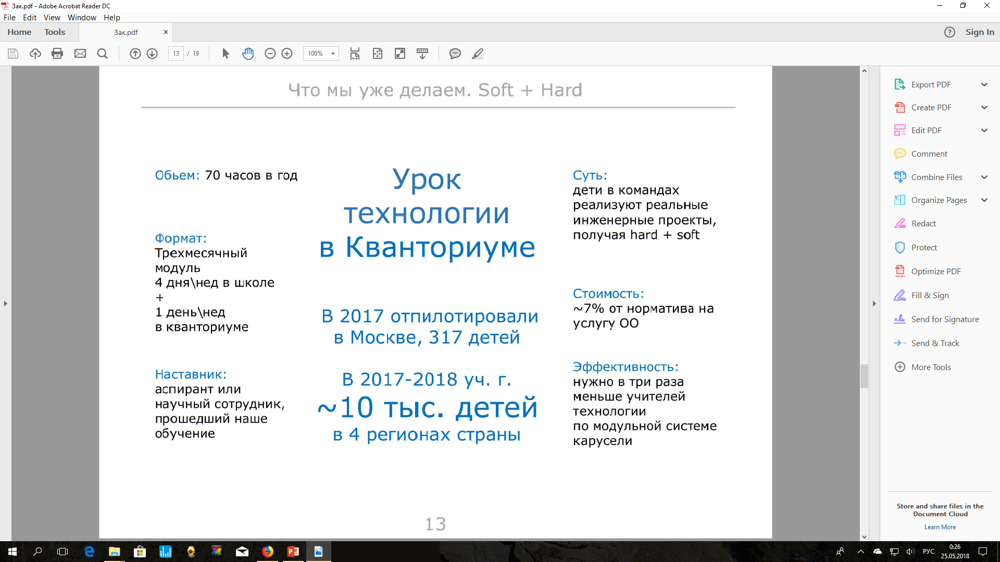 Зак.pdf - Adobe Acrobat Reader DC
File Edit View Window Help
Home Tools Зак.pdf × ? Sign In
13 / 19 100%
Что мы уже делаем. Soft + Hard
Обьем: 70 часов в год
Формат:
Трехмесячный
модуль
4 дня\нед в школе
+
1 день\нед
в кванториуме
Наставник:
аспирант или
научный сотрудник,
прошедший наше
обучение
Урок
технологии
в Кванториуме
В 2017 отпилотировали
в Москве, 317 детей
В 2017-2018 уч. г.
~10 тыс. детей
в 4 регионах страны
Суть:
дети в командах
реализуют реальные
инженерные проекты,
получая hard + soft
Стоимость:
~7% от норматива на
услугу ОО
Эффективность:
нужно в три раза
меньше учителей
технологии
по модульной системе
карусели
13
Export PDF
Create PDF
Edit PDF
Comment
Combine Files
Organize Pages
Redact
Protect
Optimize PDF
Fill & Sign
Send for Signature
Send & Track
More Tools
Store and share files in the
Document Cloud
Learn More
РУС
0:26
25.05.2018